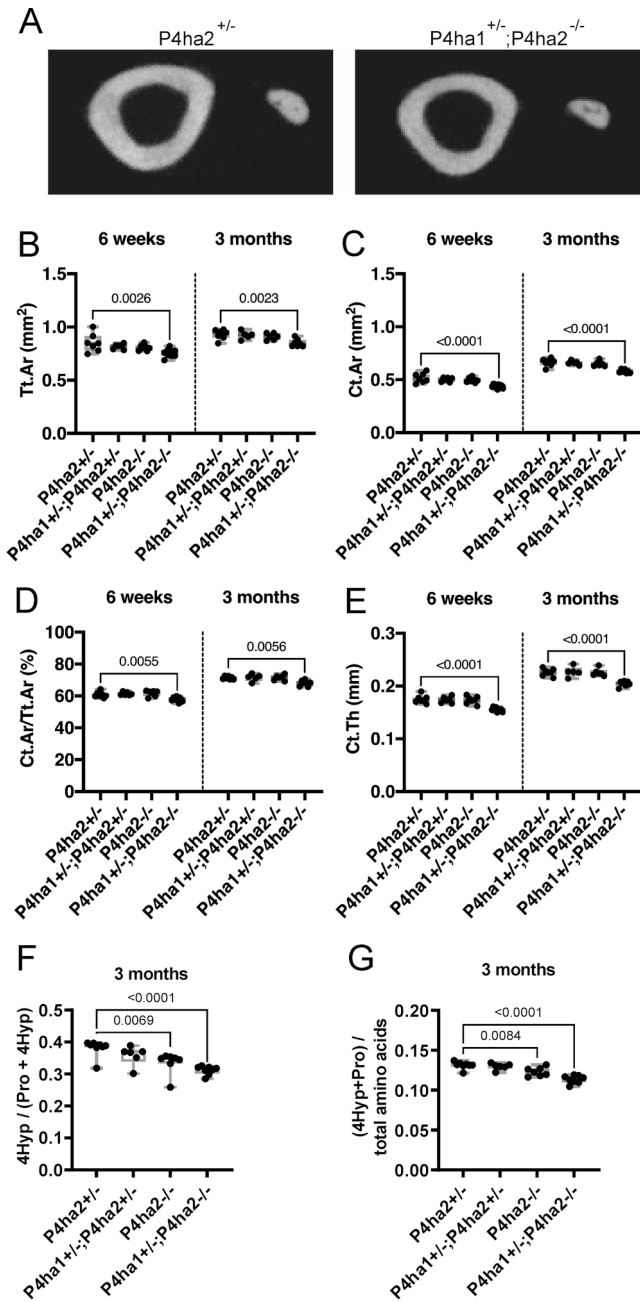 A
P4ha2+/-
P4ha1+/-;P4ha2-/-
B
6 weeks
3 months
Tt.Ar (mm2)
1.5
1.0
0.5
0.0
0.0026
0.0023
P4ha2+/-
P4ha1+/-;P4ha2+/-
P4ha2-/-
P4ha1+/-;P4ha2-/-
P4ha2+/-
P4ha1+/-;P4ha2+/-
P4ha2-/-
P4ha1+/-;P4ha2-/-
C
6 weeks
3 months
Ct.Ar (mm2)
1.5
1.0
0.5
0.0
<0.0001
<0.0001
P4ha2+/-
P4ha1+/-;P4ha2+/-
P4ha2-/-
P4ha1+/-;P4ha2-/-
P4ha2+/-
P4ha1+/-;P4ha2+/-
P4ha2-/-
P4ha1+/-;P4ha2-/-
D
6 weeks
3 months
Ct.Ar/Tt.Ar (%)
100
80
60
40
20
0
0.0055
0.0056
P4ha2+/-
P4ha1+/-;P4ha2+/-
P4ha2-/-
P4ha1+/-;P4ha2-/-
P4ha2+/-
P4ha1+/-;P4ha2+/-
P4ha2-/-
P4ha1+/-;P4ha2-/-
E
6 weeks
3 months
Ct.Th (mm)
0.3
0.2
0.1
0.0
<0.0001
<0.0001
P4ha2+/-
P4ha1+/-;P4ha2+/-
P4ha2-/-
P4ha1+/-;P4ha2-/-
P4ha2+/-
P4ha1+/-;P4ha2+/-
P4ha2-/-
P4ha1+/-;P4ha2-/-
F
3 months
4Hyp / (Pro + 4Hyp)
0.5
0.4
0.3
0.2
0.1
0.0
<0.0001
0.0069
P4ha2+/-
P4ha1+/-;P4ha2+/-
P4ha2-/-
P4ha1+/-;P4ha2-/-
G
3 months
(4Hyp+Pro) /
total amino acids
0.20
0.15
0.10
0.05
0.00
<0.0001
0.0084
P4ha2+/-
P4ha1+/-;P4ha2+/-
P4ha2-/-
P4ha1+/-;P4ha2-/-